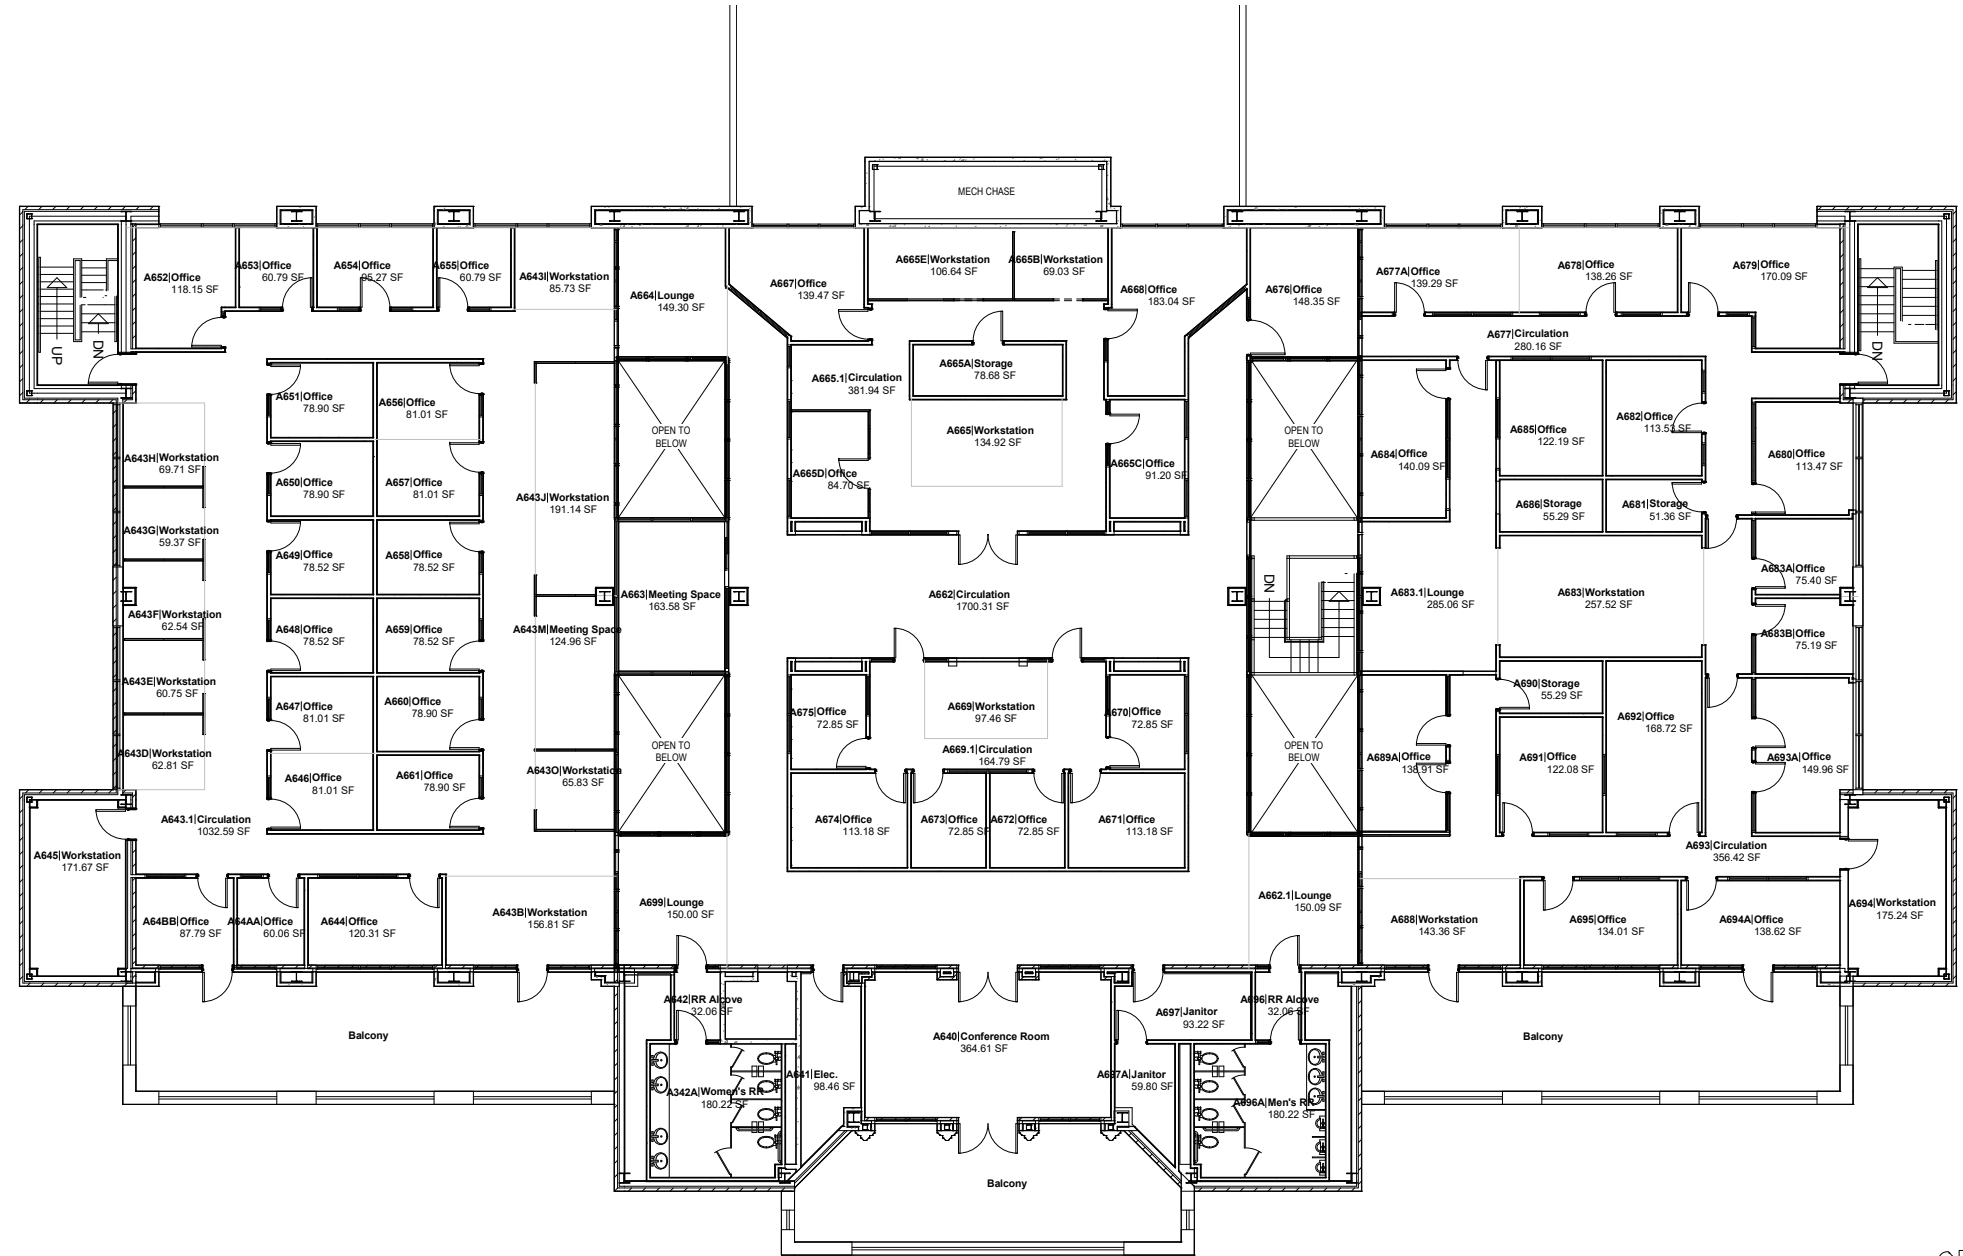 MECH CHASE
A652|Office
118.15 SF
A653|Office
60.79 SF
A654|Office
95.27 SF
A655|Office
60.79 SF
A643I|Workstation
85.73 SF
A664|Lounge
149.30 SF
A667|Office
139.47 SF
A665E|Workstation
106.64 SF
A665B|Workstation
69.03 SF
A668|Office
183.04 SF
A676|Office
148.35 SF
A677A|Office
139.29 SF
A678|Office
138.26 SF
A679|Office
170.09 SF
UP
DN
DN
A677|Circulation
280.16 SF
A665A|Storage
78.68 SF
A665.1|Circulation
381.94 SF
A651|Office
78.90 SF
A656|Office
81.01 SF
OPEN TO
BELOW
A665|Workstation
134.92 SF
OPEN TO
BELOW
A685|Office
122.19 SF
A682|Office
113.53 SF
A684|Office
140.09 SF
A680|Office
113.47 SF
A643H|Workstation
69.71 SF
A650|Office
78.90 SF
A657|Office
81.01 SF
A643J|Workstation
191.14 SF
A665D|Office
84.70 SF
A665C|Office
91.20 SF
A686|Storage
55.29 SF
A681|Storage
51.36 SF
A643G|Workstation
59.37 SF
A649|Office
78.52 SF
A658|Office
78.52 SF
A643F|Workstation
62.54 SF
A648|Office
78.52 SF
A659|Office
78.52 SF
A643M|Meeting Space
124.96 SF
A663|Meeting Space
163.58 SF
A662|Circulation
1700.31 SF
DN
A683.1|Lounge
285.06 SF
A683|Workstation
257.52 SF
A683A|Office
75.40 SF
A683B|Office
75.19 SF
A643E|Workstation
60.75 SF
A647|Office
81.01 SF
A660|Office
78.90 SF
A675|Office
72.85 SF
A669|Workstation
97.46 SF
A670|Office
72.85 SF
A690|Storage
55.29 SF
A692|Office
168.72 SF
A643D|Workstation
62.81 SF
A646|Office
81.01 SF
A661|Office
78.90 SF
A643O|Workstation
65.83 SF
OPEN TO
BELOW
A669.1|Circulation
164.79 SF
OPEN TO
BELOW
A689A|Office
138.91 SF
A691|Office
122.08 SF
A693A|Office
149.96 SF
A643.1|Circulation
1032.59 SF
A674|Office
113.18 SF
A673|Office
72.85 SF
A672|Office
72.85 SF
A671|Office
113.18 SF
A693|Circulation
356.42 SF
A645|Workstation
171.67 SF
A64BB|Office
87.79 SF
A64AA|Office
60.06 SF
A644|Office
120.31 SF
A643B|Workstation
156.81 SF
A699|Lounge
150.00 SF
A662.1|Lounge
150.09 SF
A688|Workstation
143.36 SF
A695|Office
134.01 SF
A694A|Office
138.62 SF
A694|Workstation
175.24 SF
A642|RR Alcove
32.06 SF
A697|Janitor
93.22 SF
A696|RR Alcove
32.06 SF
Balcony
A640|Conference Room
364.61 SF
Balcony
A641|Elec.
98.46 SF
A697A|Janitor
59.80 SF
A342A|Women's RR
180.22 SF
A696A|Men's RR
180.22 SF
Balcony